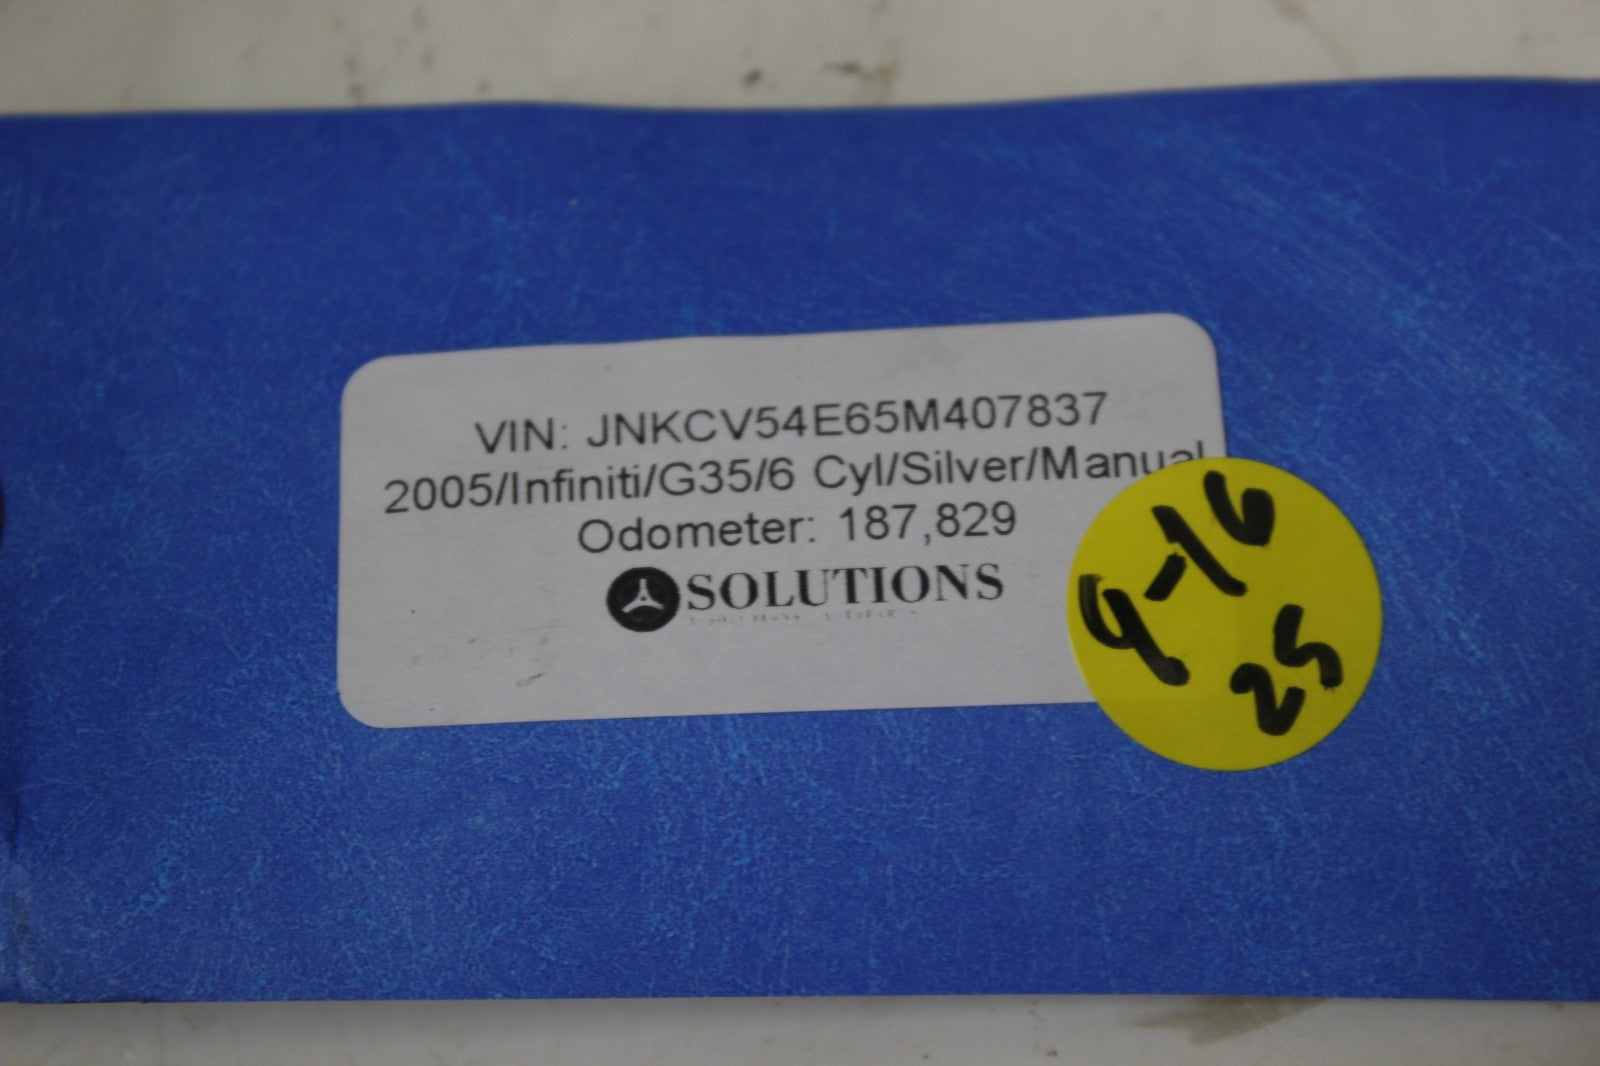 VIN: JNKCV54E65M407837
2005/Infiniti/G35/6 Cyl/Silver/Manual
Odometer: 187,829
SOLUTIONS
9-16
25